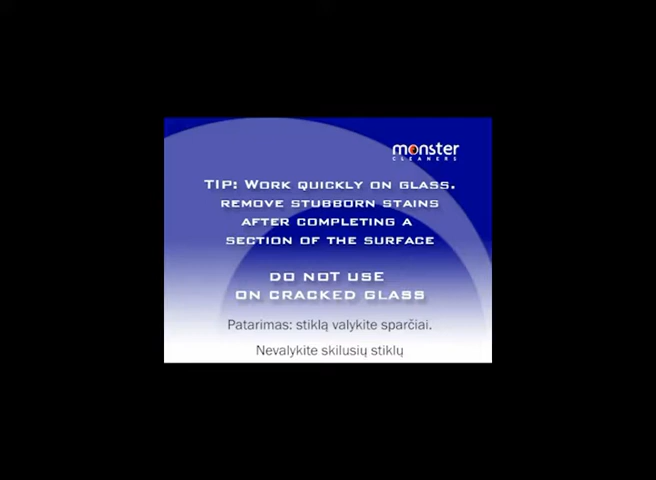 monster
CLEANERS
TIP: WORK QUICKLY ON GLASS.
REMOVE STUBBORN STAINS
AFTER COMPLETING A
SECTION OF THE SURFACE
DO NOT USE
ON CRACKED GLASS
Patarimas: stiklą valykite sparčiai.
Nevalykite skilusių stiklų